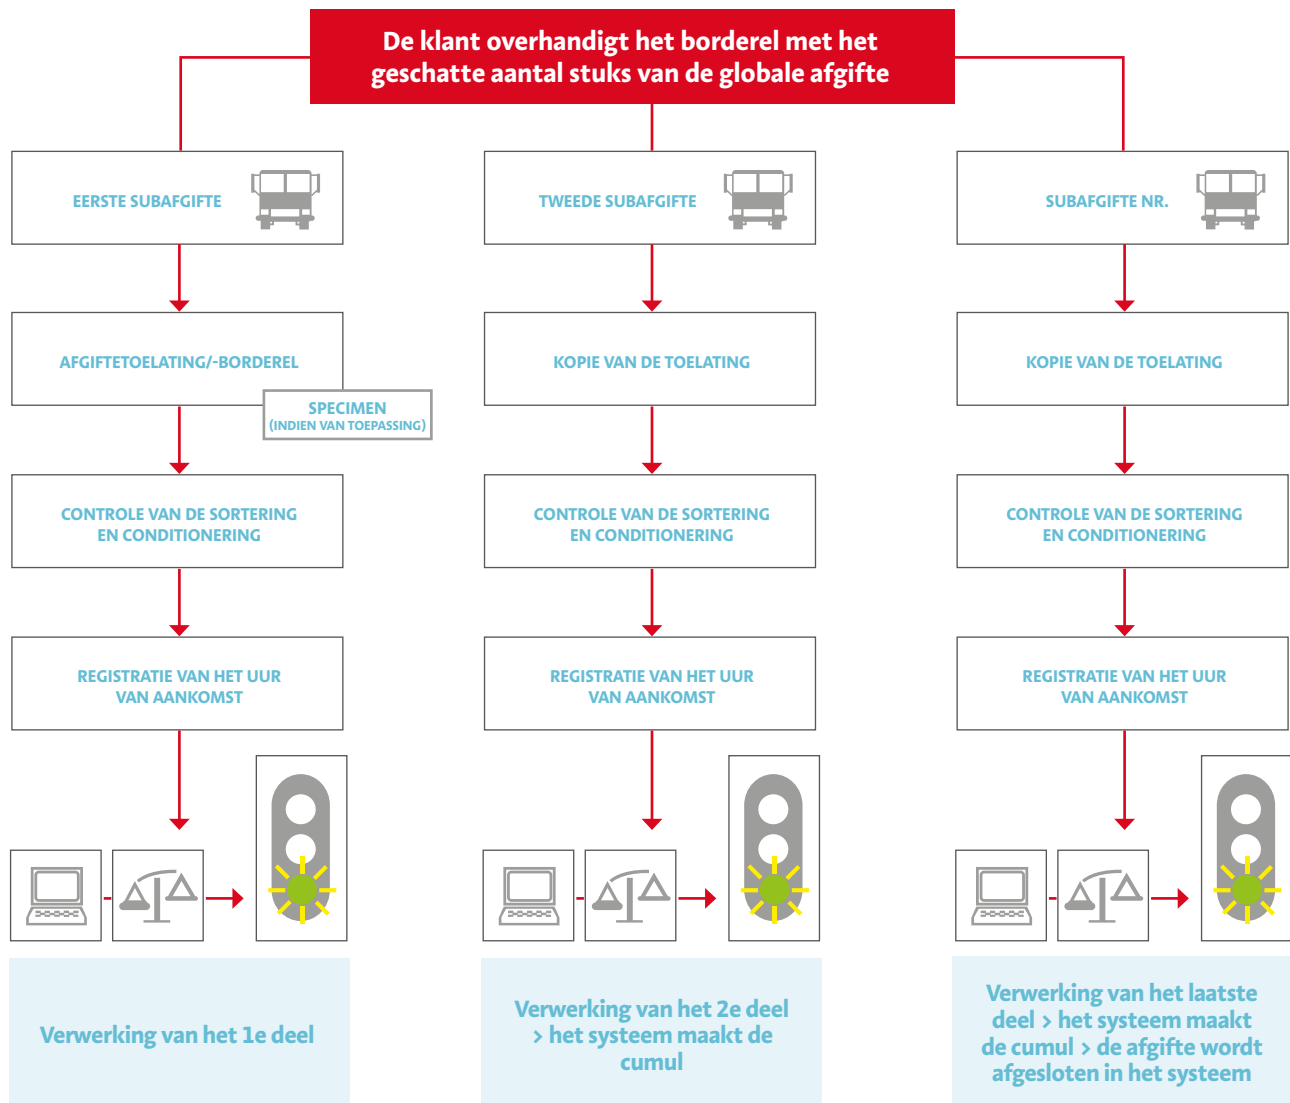 De klant overhandigt het borderel met het
geschatte aantal stuks van de globale afgifte
EERSTE SUBAFGIFTE
TWEEDE SUBAFGIFTE
SUBAFGIFTE NR.
AFGIFTETOELATING/-BORDEREL
SPECIMEN
(INDIEN VAN TOEPASSING)
KOPIE VAN DE TOELATING
KOPIE VAN DE TOELATING
CONTROLE VAN DE SORTERING
EN CONDITIONERING
CONTROLE VAN DE SORTERING
EN CONDITIONERING
CONTROLE VAN DE SORTERING
EN CONDITIONERING
REGISTRATIE VAN HET UUR
VAN AANKOMST
REGISTRATIE VAN HET UUR
VAN AANKOMST
REGISTRATIE VAN HET UUR
VAN AANKOMST
Verwerking van het 1e deel
Verwerking van het 2e deel
> het systeem maakt de
cumul
Verwerking van het laatste
deel > het systeem maakt
de cumul > de afgifte wordt
afgesloten in het systeem